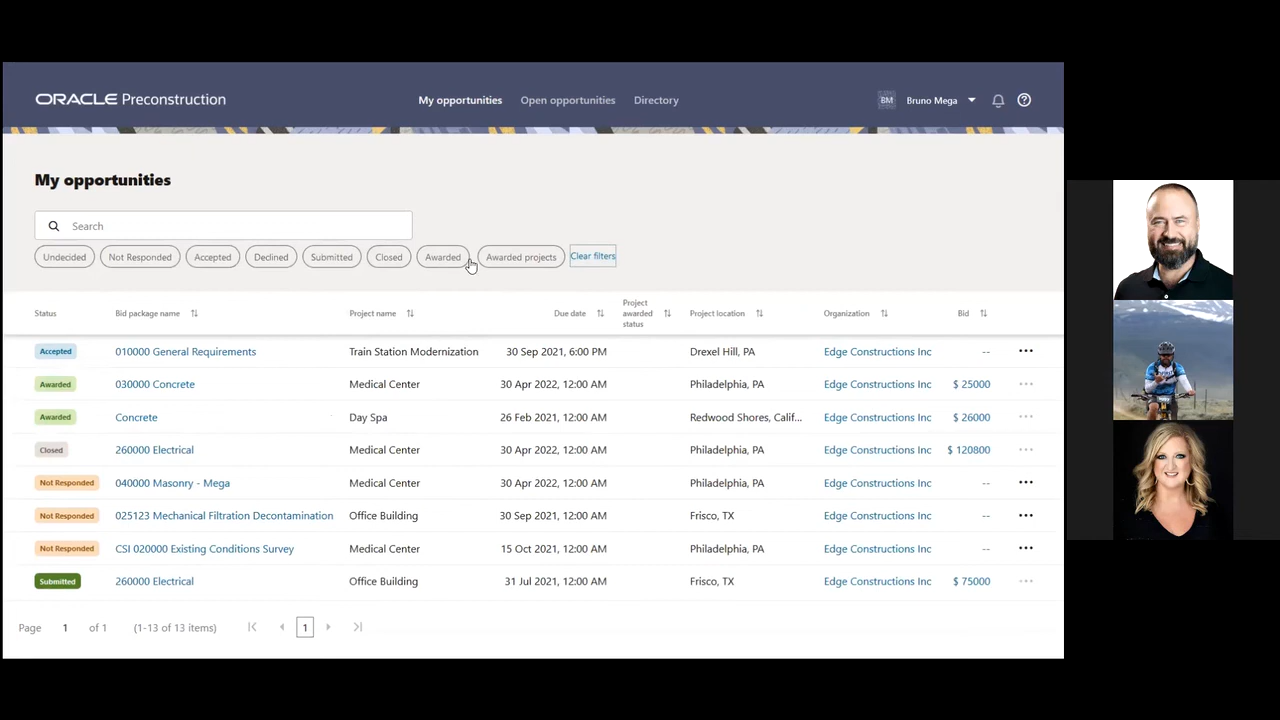 ORACLE Preconstruction
My opportunities Open opportunities Directory
BM Bruno Mega
My opportunities
Search
Undecided Not Responded Accepted Declined Submitted Closed Awarded Awarded projects Clear filters
Status Bid package name Project name Due date Project awarded status Project location Organization Bid
Accepted 010000 General Requirements Train Station Modernization 30 Sep 2021, 6:00 PM Drexel Hill, PA Edge Constructions Inc -- ...
Awarded 030000 Concrete Medical Center 30 Apr 2022, 12:00 AM Philadelphia, PA Edge Constructions Inc $ 25000 ...
Awarded Concrete Day Spa 26 Feb 2021, 12:00 AM Redwood Shores, Calif... Edge Constructions Inc $ 26000 ...
Closed 260000 Electrical Medical Center 30 Apr 2022, 12:00 AM Philadelphia, PA Edge Constructions Inc $ 120800 ...
Not Responded 040000 Masonry - Mega Medical Center 30 Apr 2022, 12:00 AM Philadelphia, PA Edge Constructions Inc -- ...
Not Responded 025123 Mechanical Filtration Decontamination Office Building 30 Sep 2021, 12:00 AM Frisco, TX Edge Constructions Inc -- ...
Not Responded CSI 020000 Existing Conditions Survey Medical Center 15 Oct 2021, 12:00 AM Philadelphia, PA Edge Constructions Inc -- ...
Submitted 260000 Electrical Office Building 31 Jul 2021, 12:00 AM Frisco, TX Edge Constructions Inc $ 75000 ...
Page 1 of 1 (1-13 of 13 items) 1